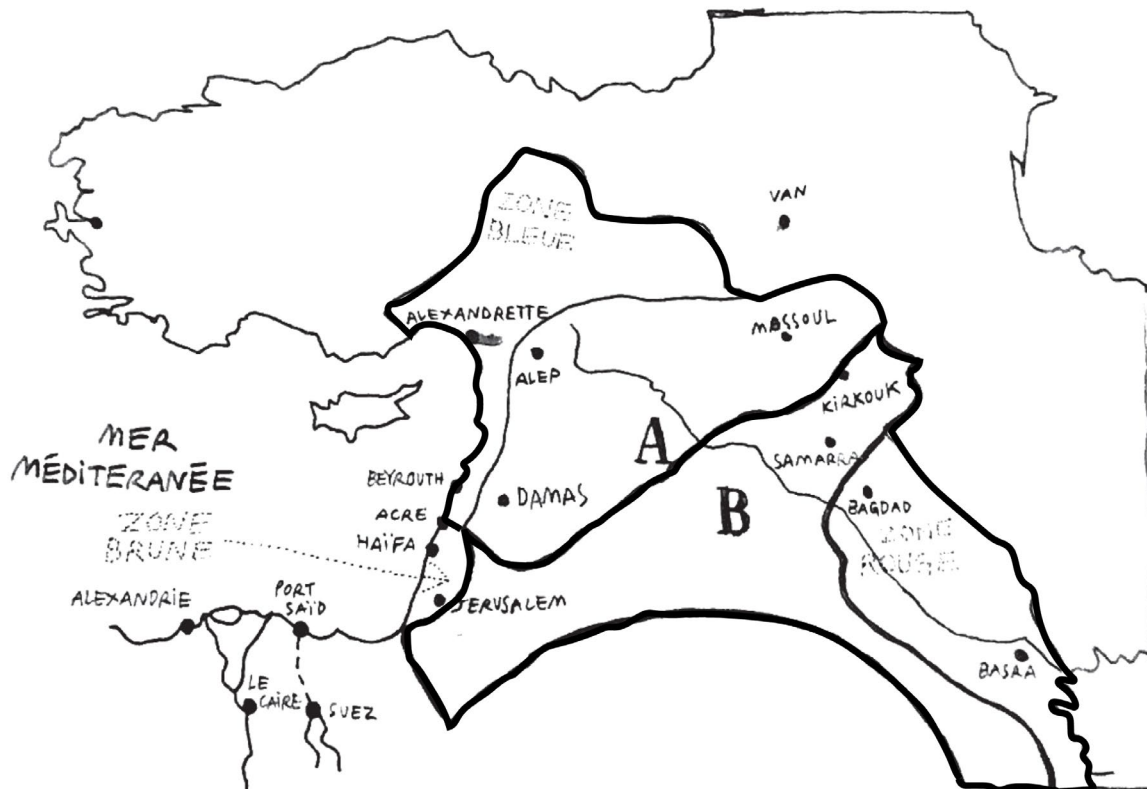 ZONE
BLEUE
VAN
ALEXANDRETTE
MASSOUL
ALEP
KIRKOUK
A
MER
MÉDITERANÉE
SAMARRA
BEYROUTH
DAMAS
B
BAGDAD
ACRE
ZONE
BRUNE
HAÏFA
ZONE
ROUGE
ALEXANDRIE
PORT
SAÏD
JERUSALEM
BASRA
LE
CAIRE
SUEZ